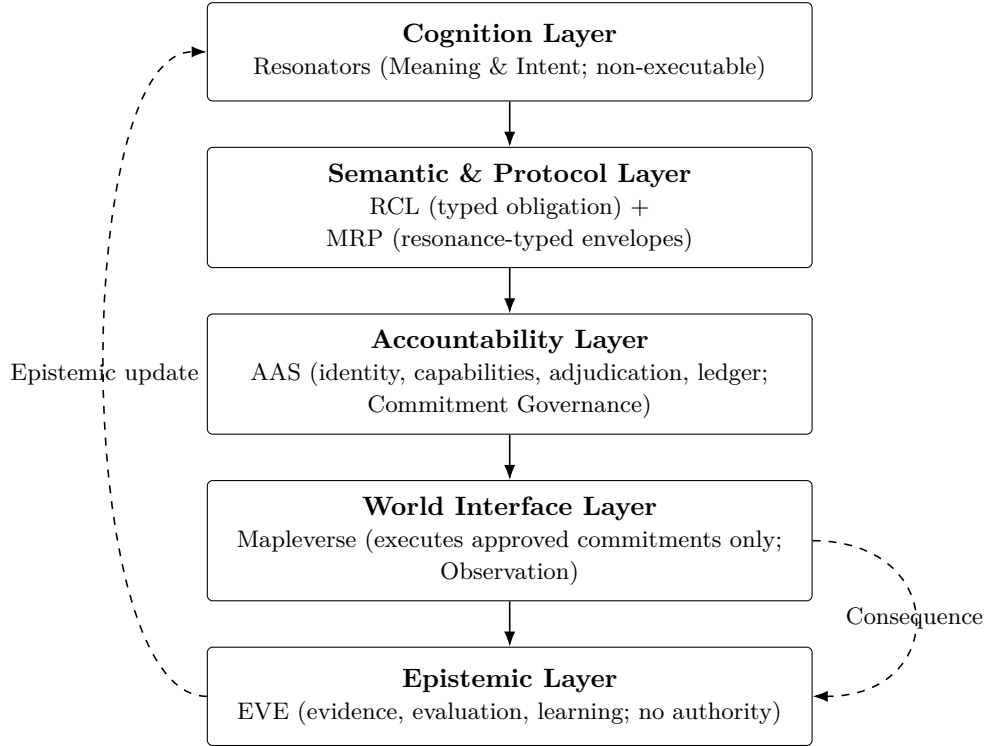 Cognition Layer
Resonators (Meaning & Intent; non-executable)
Semantic & Protocol Layer
RCL (typed obligation) +
MRP (resonance-typed envelopes)
Accountability Layer
Epistemic update
AAS (identity, capabilities, adjudication, ledger;
Commitment Governance)
World Interface Layer
Mapleverse (executes approved commitments only;
Observation)
Consequence
Epistemic Layer
EVE (evidence, evaluation, learning; no authority)